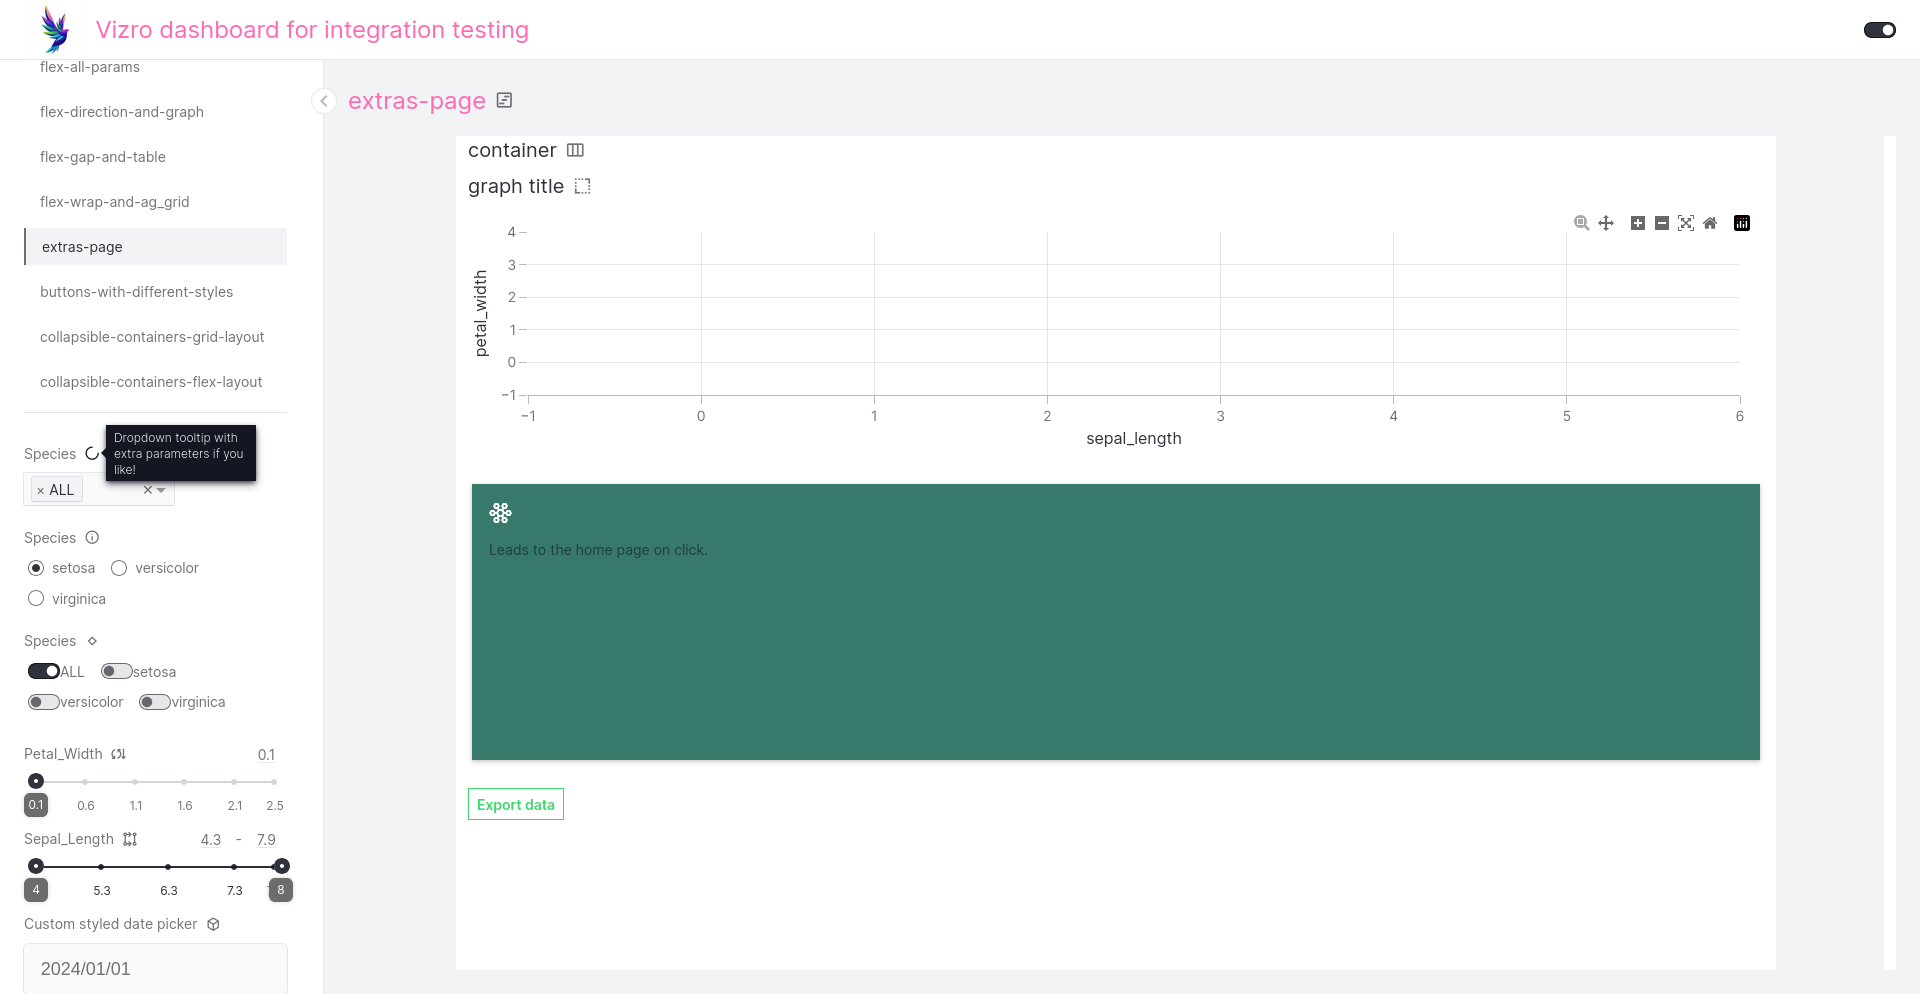 Vizro dashboard for integration testing
flex-all-params
flex-direction-and-graph
flex-gap-and-table
flex-wrap-and-ag_grid
extras-page
buttons-with-different-styles
collapsible-containers-grid-layout
collapsible-containers-flex-layout
Species
Dropdown tooltip with
extra parameters if you
like!
× ALL
Species
setosa versicolor
virginica
Species
ALL setosa
versicolor virginica
Petal_Width 0.1
0.1 0.6 1.1 1.6 2.1 2.5
Sepal_Length 4.3 - 7.9
4 5.3 6.3 7.3 8
Custom styled date picker
2024/01/01
extras-page
container
graph title
4
3
2
1
0
−1
petal_width
−1 0 1 2 3 4 5 6
sepal_length
Leads to the home page on click.
Export data